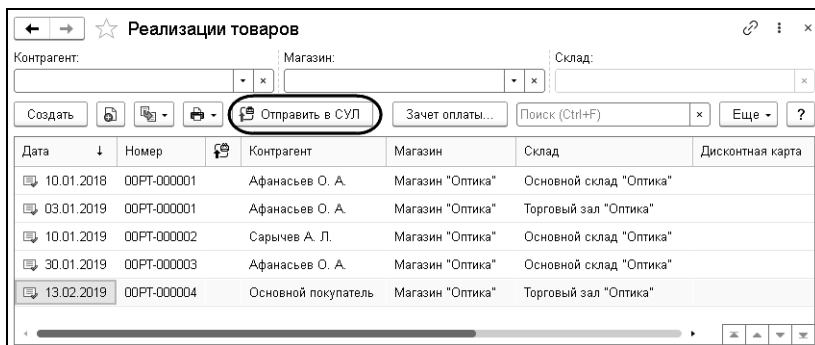 Реализации товаров
Контрагент: Магазин: Склад:
Создать Отправить в СУЛ Зачет оплаты... Поиск (Ctrl+F) × Еще ?
Дата ↓ Номер Контрагент Магазин Склад Дисконтная карта
10.01.2018 00РТ-000001 Афанасьев О. А. Магазин "Оптика" Основной склад "Оптика"
03.01.2019 00РТ-000001 Афанасьев О. А. Магазин "Оптика" Торговый зал "Оптика"
10.01.2019 00РТ-000002 Сарычев А. Л. Магазин "Оптика" Основной склад "Оптика"
30.01.2019 00РТ-000003 Афанасьев О. А. Магазин "Оптика" Основной склад "Оптика"
13.02.2019 00РТ-000004 Основной покупатель Магазин "Оптика" Торговый зал "Оптика"